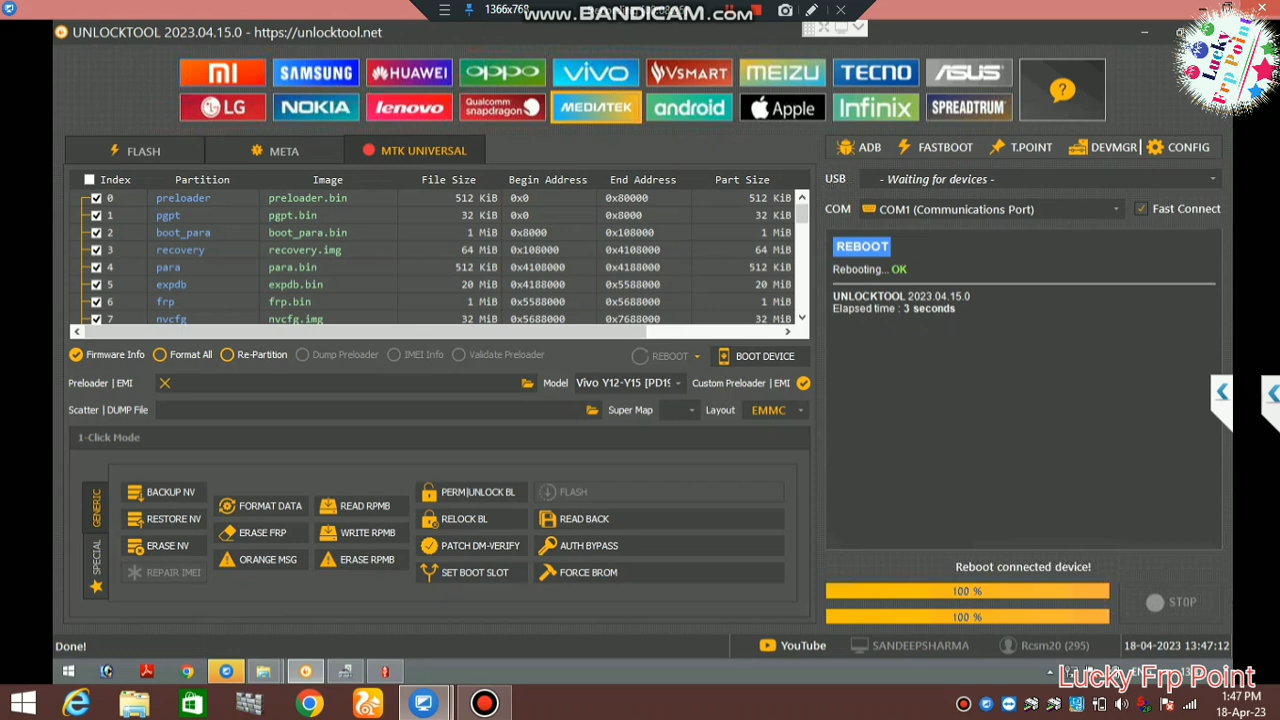 1366x768
www.BANDICAM.com
UNLOCKTOOL 2023.04.15.0 - https://unlocktool.net
Lucky Frp Point
MI SAMSUNG HUAWEI OPPO VIVO VSMART MEIZU TECNO ASUS ?
LG NOKIA lenovo Qualcomm snapdragon MEDIATEK android Apple Infinix SPREADTRUM
FLASH META MTK UNIVERSAL
ADB FASTBOOT T.POINT DEVMGR CONFIG
Index Partition Image File Size Begin Address End Address Part Size
0 preloader preloader.bin 512 KiB 0x0 0x80000 512 KiB
1 pgpt pgpt.bin 32 KiB 0x0 0x8000 32 KiB
2 boot_para boot_para.bin 1 MiB 0x8000 0x108000 1 MiB
3 recovery recovery.img 64 MiB 0x108000 0x4108000 64 MiB
4 para para.bin 512 KiB 0x4108000 0x4188000 512 KiB
5 expdb expdb.bin 20 MiB 0x4188000 0x5588000 20 MiB
6 frp frp.bin 1 MiB 0x5588000 0x5688000 1 MiB
7 nvcfg nvcfg.img 32 MiB 0x5688000 0x7688000 32 MiB
USB - Waiting for devices -
COM COM1 (Communications Port) Fast Connect
REBOOT
Rebooting... OK
UNLOCKTOOL 2023.04.15.0
Elapsed time : 3 seconds
Firmware Info Format All Re-Partition Dump Preloader IMEI Info Validate Preloader REBOOT BOOT DEVICE
Preloader | EMI Model Vivo Y12-Y15 [PD19 Custom Preloader | EMI
Scatter | DUMP File Super Map Layout EMMC
1-Click Mode
GENERIC
SPECIAL
BACKUP NV
RESTORE NV
ERASE NV
REPAIR IMEI
FORMAT DATA
ERASE FRP
ORANGE MSG
READ RPMB
WRITE RPMB
ERASE RPMB
PERM|UNLOCK BL
RELOCK BL
PATCH DM-VERIFY
SET BOOT SLOT
FLASH
READ BACK
AUTH BYPASS
FORCE BROM
Reboot connected device!
100 %
100 %
STOP
Done! YouTube SANDEEPSHARMA Rcsm20 (295) 18-04-2023 13:47:12
Lucky Frp Point
1:47 PM
18-Apr-23